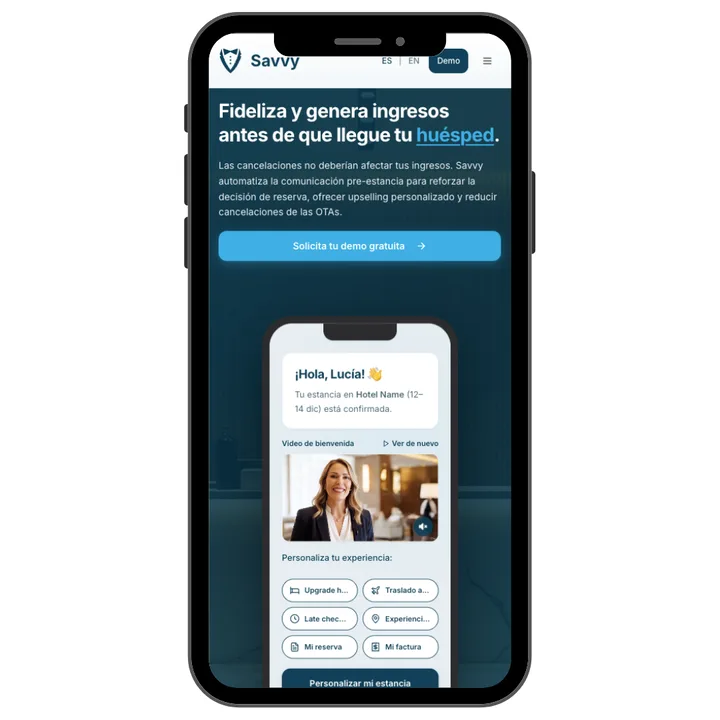 Savvy
ES | EN
Demo
Fideliza y genera ingresos
antes de que llegue tu huésped.
Las cancelaciones no deberían afectar tus ingresos. Savvy
automatiza la comunicación pre-estancia para reforzar la
decisión de reserva, ofrecer upselling personalizado y reducir
cancelaciones de las OTAs.
Solicita tu demo gratuita →
¡Hola, Lucía! 👋
Tu estancia en Hotel Name (12–
14 dic) está confirmada.
Video de bienvenida
Ver de nuevo
Personaliza tu experiencia:
Upgrade h...
Traslado a...
Late chec...
Experienci...
Mi reserva
Mi factura
Personalizar mi estancia